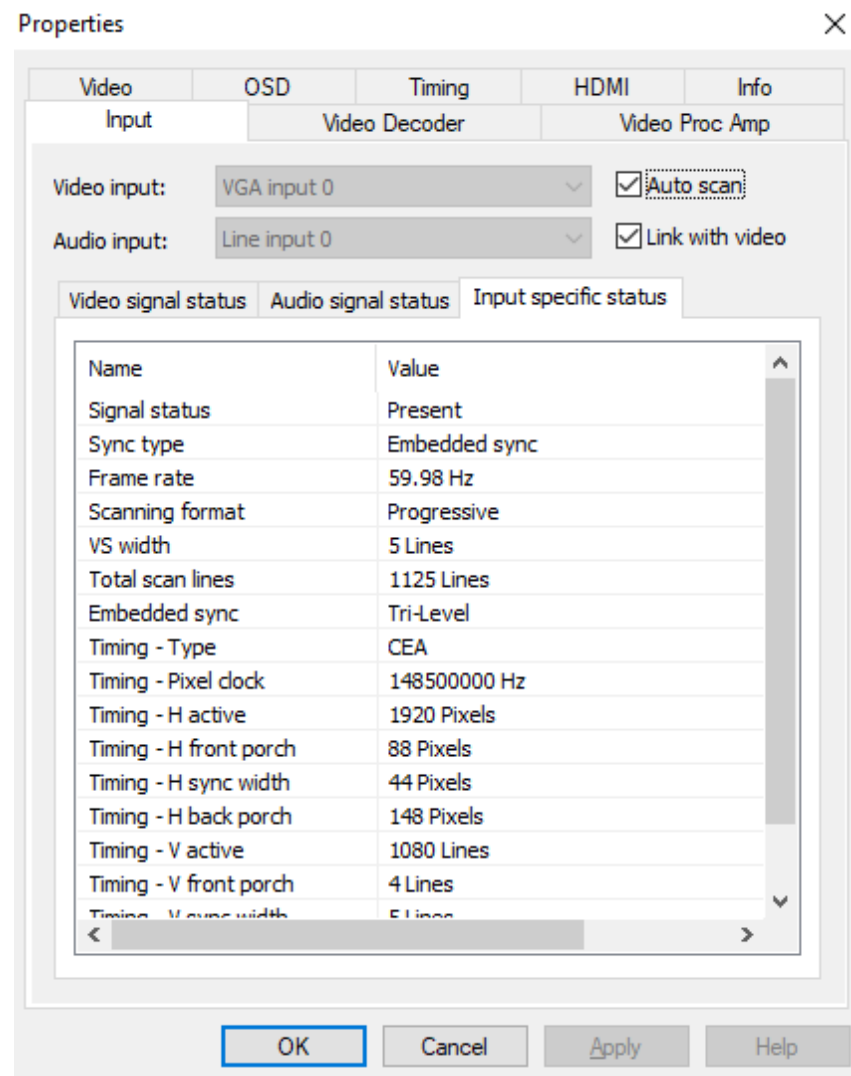 Properties
Video OSD Timing HDMI Info
Input Video Decoder Video Proc Amp
Video input: VGA input 0 Auto scan
Audio input: Line input 0 Link with video
Video signal status Audio signal status Input specific status
Name Value
Signal status Present
Sync type Embedded sync
Frame rate 59.98 Hz
Scanning format Progressive
VS width 5 Lines
Total scan lines 1125 Lines
Embedded sync Tri-Level
Timing - Type CEA
Timing - Pixel clock 148500000 Hz
Timing - H active 1920 Pixels
Timing - H front porch 88 Pixels
Timing - H sync width 44 Pixels
Timing - H back porch 148 Pixels
Timing - V active 1080 Lines
Timing - V front porch 4 Lines
Timing - V sync width 5 Lines
OK Cancel Apply Help